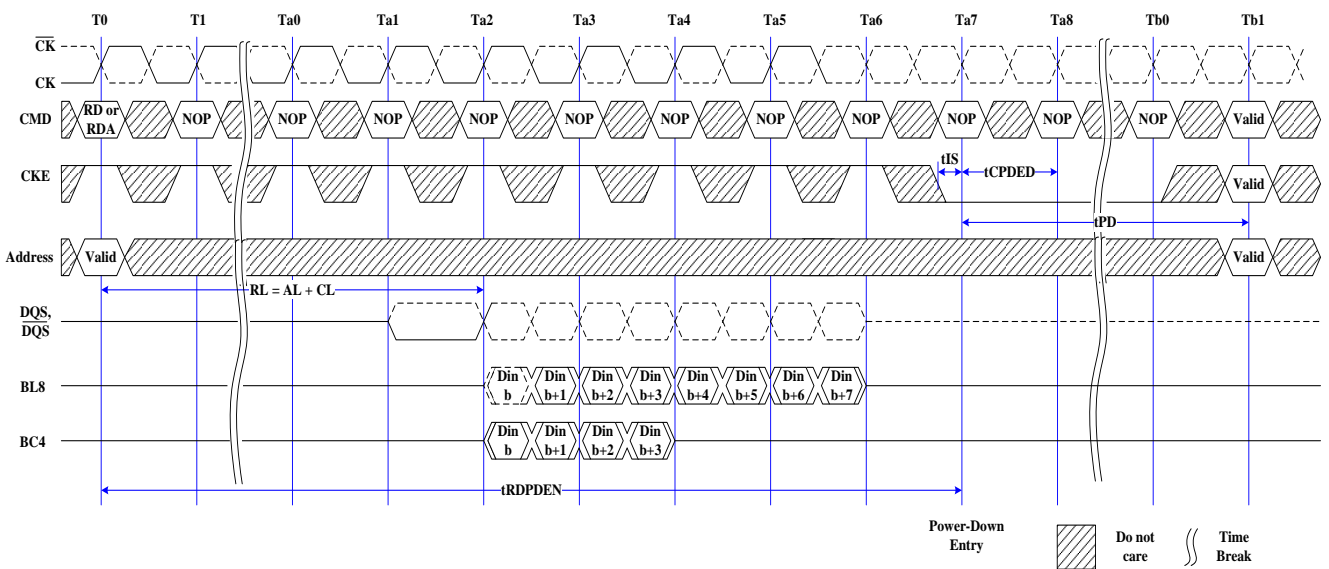 T0 T1 Ta0 Ta1 Ta2 Ta3 Ta4 Ta5 Ta6 Ta7 Ta8 Tb0 Tb1
CK
CK
CMD RD or RDA NOP NOP NOP NOP NOP NOP NOP NOP NOP NOP NOP Valid
tIS
CKE tCPDED Valid
tPD
Address Valid Valid
RL = AL + CL
DQS,
DQS
BL8 Din b Din b+1 Din b+2 Din b+3 Din b+4 Din b+5 Din b+6 Din b+7
BC4 Din b Din b+1 Din b+2 Din b+3
tRDPDEN
Power-Down
Entry
Do not
care
Time
Break